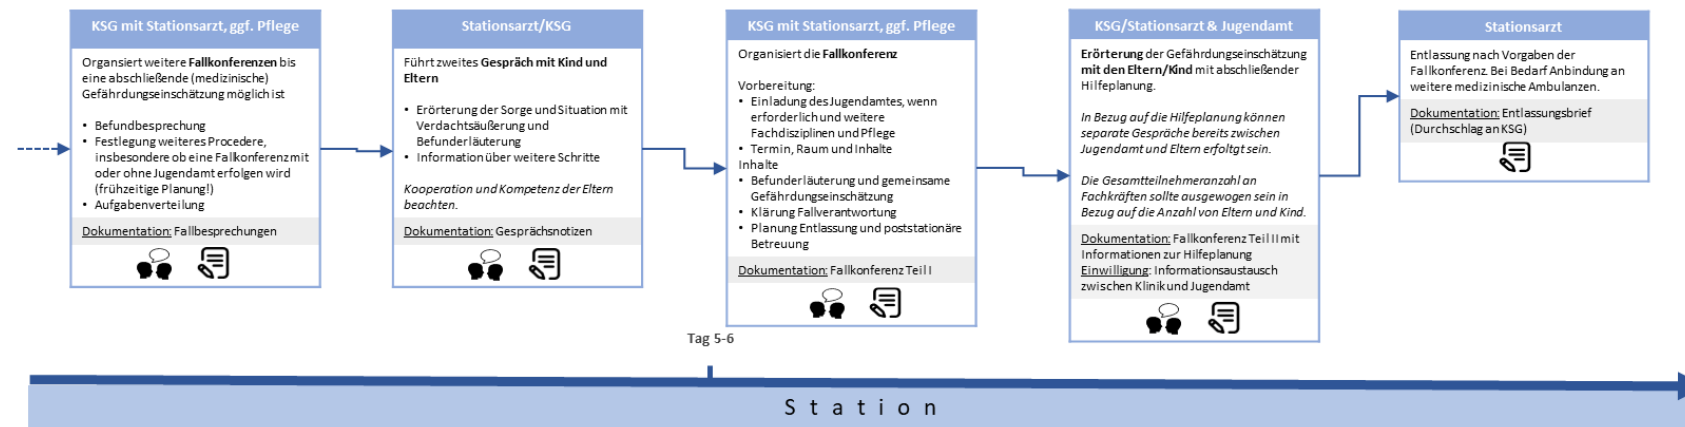 KSG mit Stationsarzt, ggf. Pflege
Organsiert weitere Fallkonferenzen bis
eine abschließende (medizinische)
Gefährdungseinschätzung möglich ist
• Befundbesprechung
• Festlegung weiteres Procedere,
insbesondere ob eine Fallkonferenz mit
oder ohne Jugendamt erfolgen wird
(frühzeitige Planung!)
• Aufgabenverteilung
Dokumentation: Fallbesprechungen
Stationsarzt/KSG
Führt zweites Gespräch mit Kind und
Eltern
• Erörterung der Sorge und Situation mit
Verdachtsäußerung und
Befunderläuterung
• Information über weitere Schritte
Kooperation und Kompetenz der Eltern
beachten.
Dokumentation: Gesprächsnotizen
KSG mit Stationsarzt, ggf. Pflege
Organisiert die Fallkonferenz
Vorbereitung:
• Einladung des Jugendamtes, wenn
erforderlich und weitere
Fachdisziplinen und Pflege
• Termin, Raum und Inhalte
Inhalte
• Befunderläuterung und gemeinsame
Gefährdungseinschätzung
• Klärung Fallverantwortung
• Planung Entlassung und poststationäre
Betreuung
Dokumentation: Fallkonferenz Teil I
KSG/Stationsarzt & Jugendamt
Erörterung der Gefährdungseinschätzung
mit den Eltern/Kind mit abschließender
Hilfeplanung.
In Bezug auf die Hilfeplanung können
separate Gespräche bereits zwischen
Jugendamt und Eltern erfoltgt sein.
Die Gesamtteilnehmeranzahl an
Fachkräften sollte ausgewogen sein in
Bezug auf die Anzahl von Eltern und Kind.
Dokumentation: Fallkonferenz Teil II mit
Informationen zur Hilfeplanung
Einwilligung: Informationsaustausch
zwischen Klinik und Jugendamt
Stationsarzt
Entlassung nach Vorgaben der
Fallkonferenz. Bei Bedarf Anbindung an
weitere medizinische Ambulanzen.
Dokumentation: Entlassungsbrief
(Durchschlag an KSG)
Tag 5-6
Station